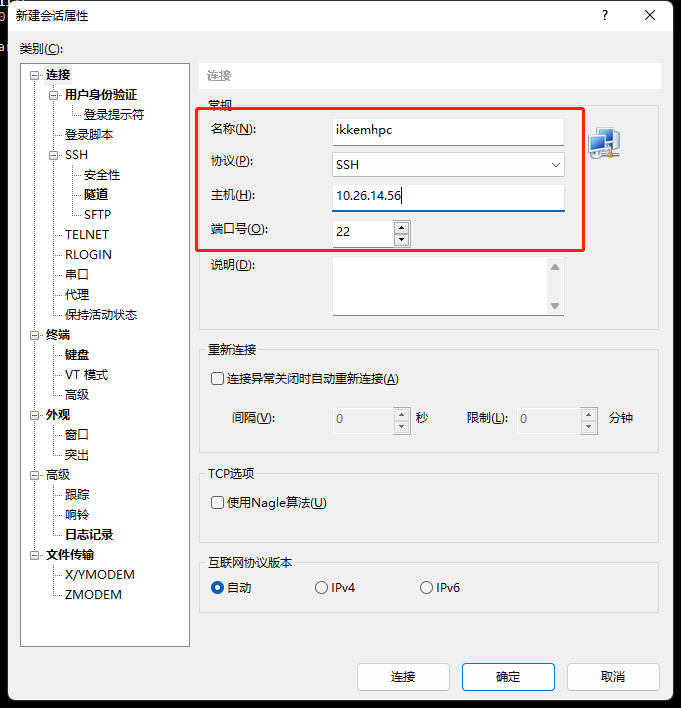 新建会话属性
类别(C):
连接
用户身份验证
登录提示符
登录脚本
SSH
安全性
隧道
SFTP
TELNET
RLOGIN
串口
代理
保持活动状态
终端
键盘
VT 模式
高级
外观
窗口
突出
高级
跟踪
响铃
日志记录
文件传输
X/YMODEM
ZMODEM
连接
常规
名称(N):
ikkemhpc
协议(P):
SSH
主机(H):
10.26.14.56
端口号(O):
22
说明(D):
重新连接
连接异常关闭时自动重新连接(A)
间隔(V): 0 秒 限制(L): 0 分钟
TCP选项
使用Nagle算法(U)
互联网协议版本
自动 IPv4 IPv6
连接 确定 取消